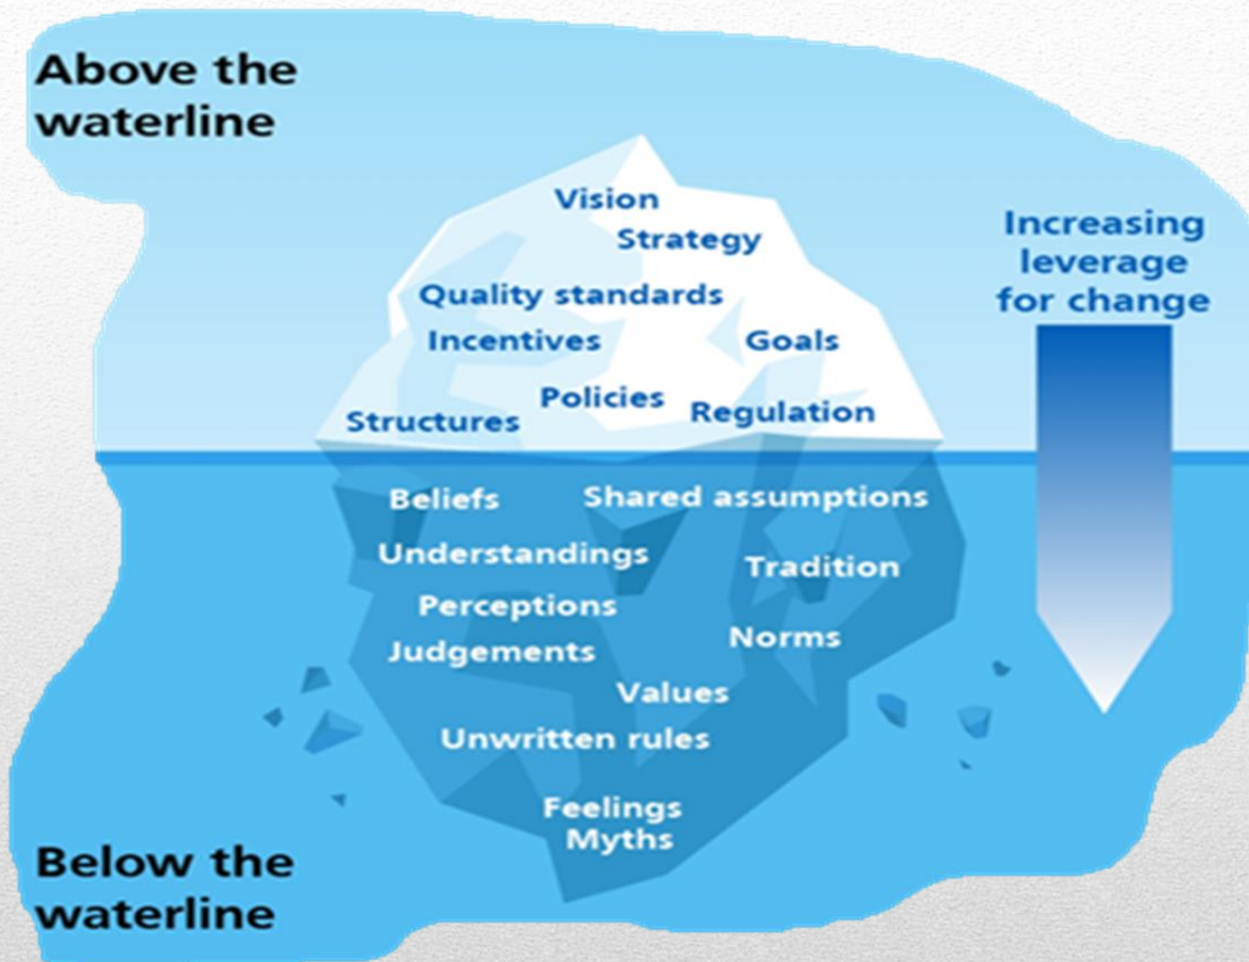 Above the
waterline
Vision
Strategy
Quality standards
Incentives
Goals
Policies
Regulation
Structures
Increasing
leverage
for change
Beliefs
Shared assumptions
Understandings
Tradition
Perceptions
Norms
Judgements
Values
Unwritten rules
Feelings
Myths
Below the
waterline